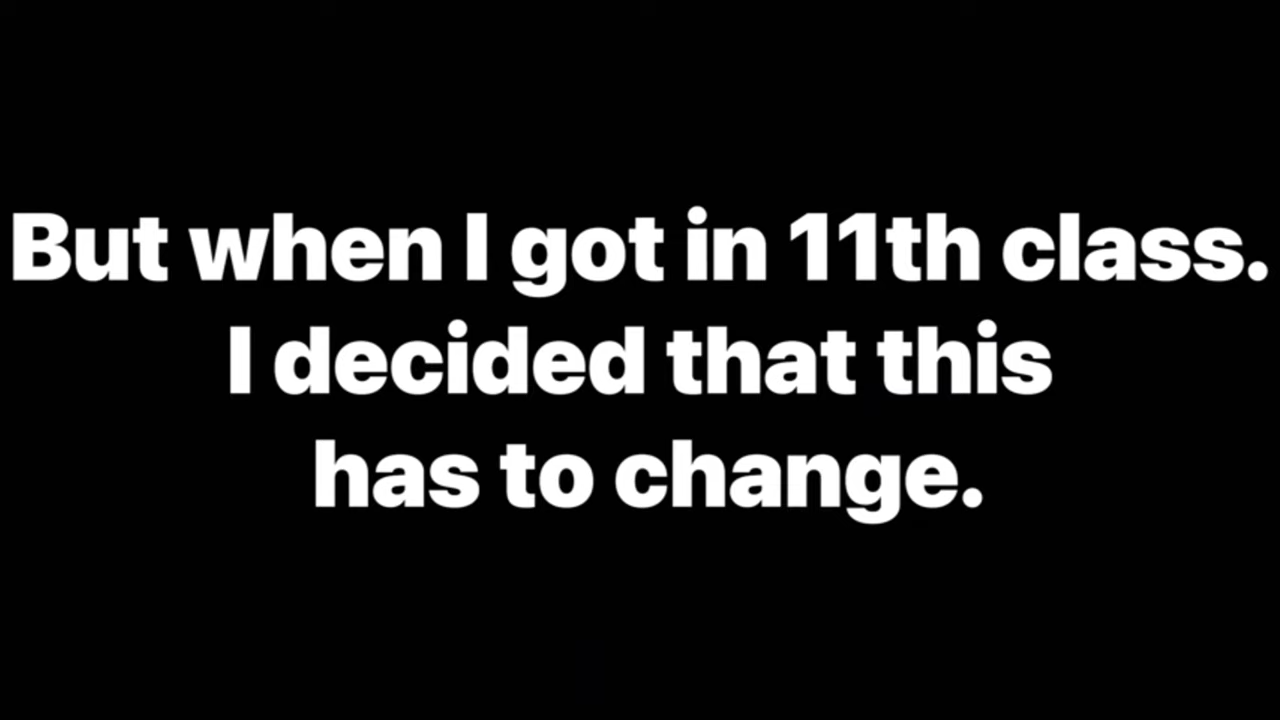 But when I got in 11th class.
I decided that this
has to change.